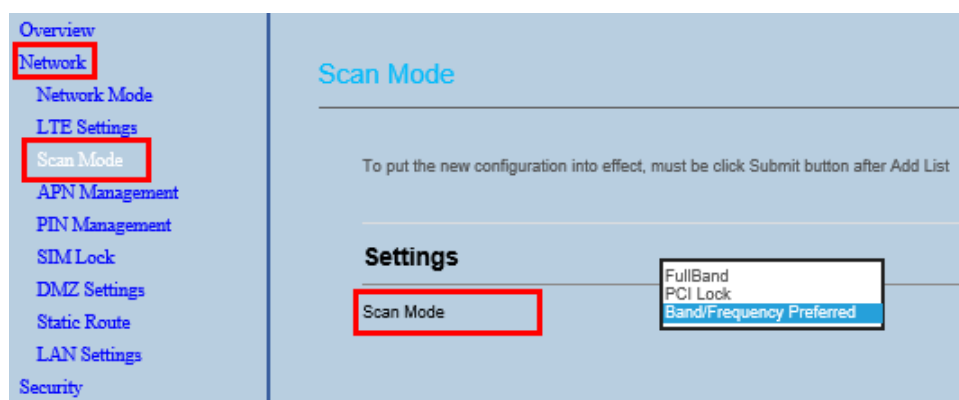 Overview
Network
Network Mode
LTE Settings
Scan Mode
APN Management
PIN Management
SIM Lock
DMZ Settings
Static Route
LAN Settings
Security
Scan Mode
To put the new configuration into effect, must be click Submit button after Add List
Settings
Scan Mode
FullBand
PCI Lock
Band/Frequency Preferred